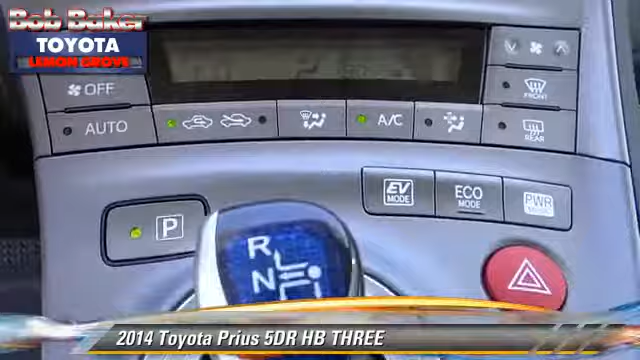 Bob Baker
TOYOTA
LEMON GROVE
OFF
FRONT
AUTO
A/C
REAR
P
EV
MODE
ECO
MODE
PWR
MODE
R
N
2014 Toyota Prius 5DR HB THREE